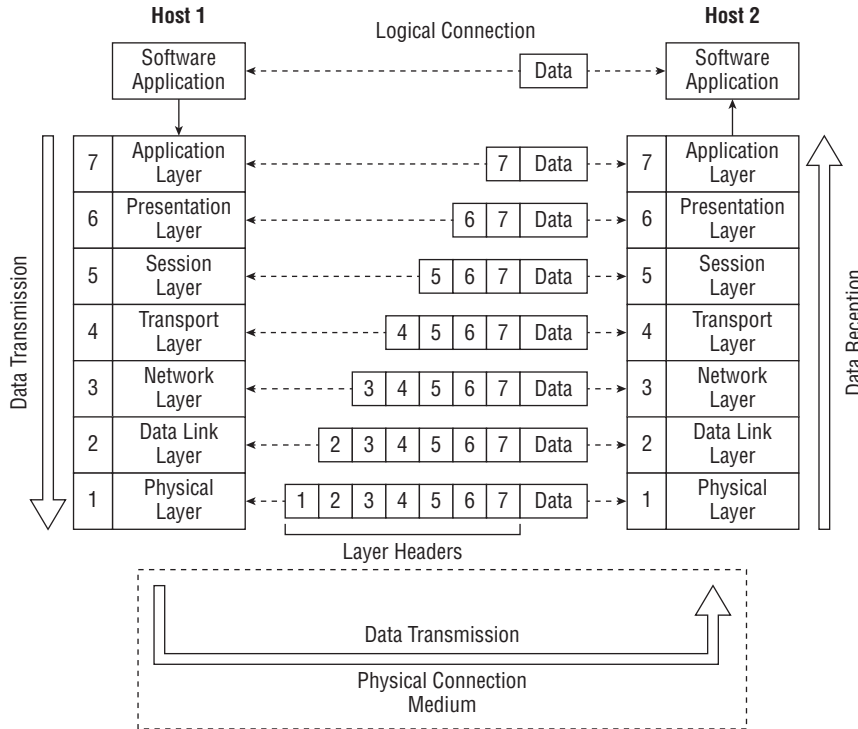 Host 1
Host 2
Logical Connection
Software
Application
Data
Software
Application
Data Transmission
Data Reception
7
Application
Layer
7 Data
7
Application
Layer
6
Presentation
Layer
6 7 Data
6
Presentation
Layer
5
Session
Layer
5 6 7 Data
5
Session
Layer
4
Transport
Layer
4 5 6 7 Data
4
Transport
Layer
3
Network
Layer
3 4 5 6 7 Data
3
Network
Layer
2
Data Link
Layer
2 3 4 5 6 7 Data
2
Data Link
Layer
1
Physical
Layer
1 2 3 4 5 6 7 Data
1
Physical
Layer
Layer Headers
Data Transmission
Physical Connection
Medium